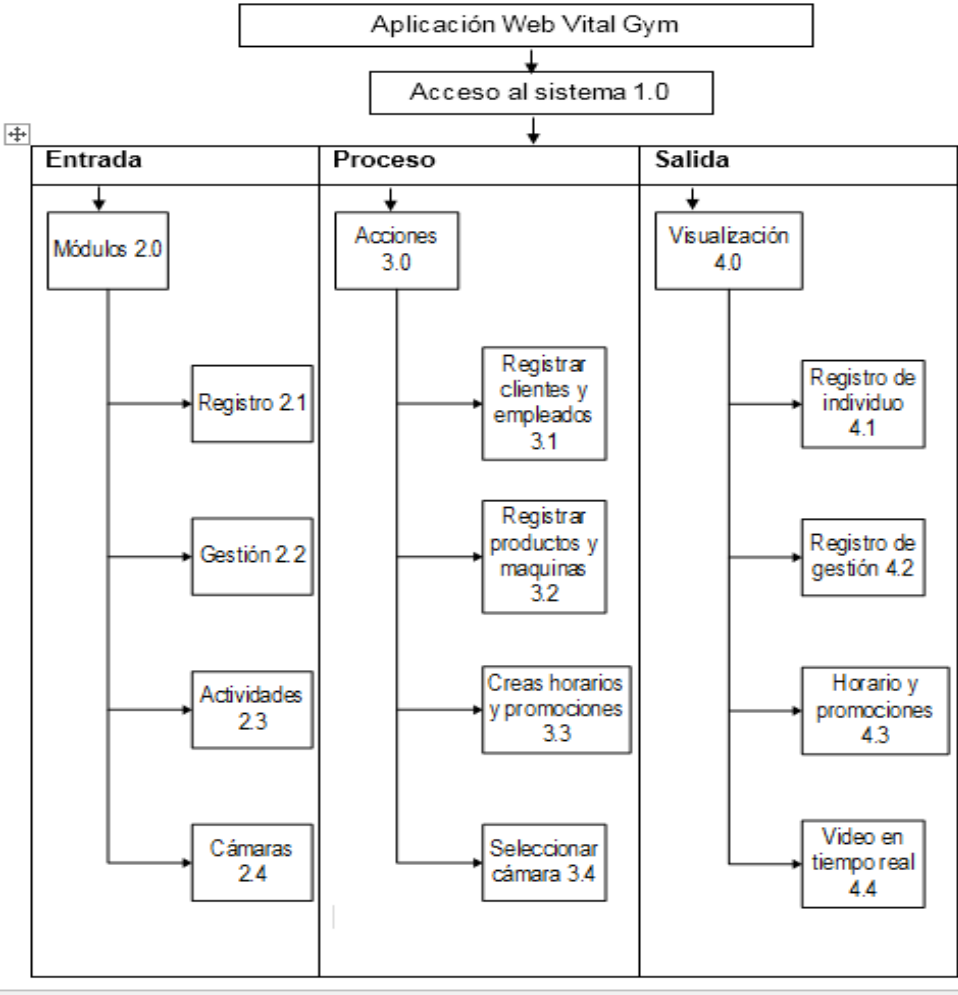 Aplicación Web Vital Gym
Acceso al sistema 1.0
Entrada
Módulos 2.0
Registro 2.1
Gestión 2.2
Actividades
2.3
Cámaras
2.4
Proceso
Acciones
3.0
Registrar
clientes y
empleados
3.1
Registrar
productos y
maquinas
3.2
Creas horarios
y promociones
3.3
Seleccionar
cámara 3.4
Salida
Visualización
4.0
Registro de
individuo
4.1
Registro de
gestión 4.2
Horario y
promociones
4.3
Video en
tiempo real
4.4